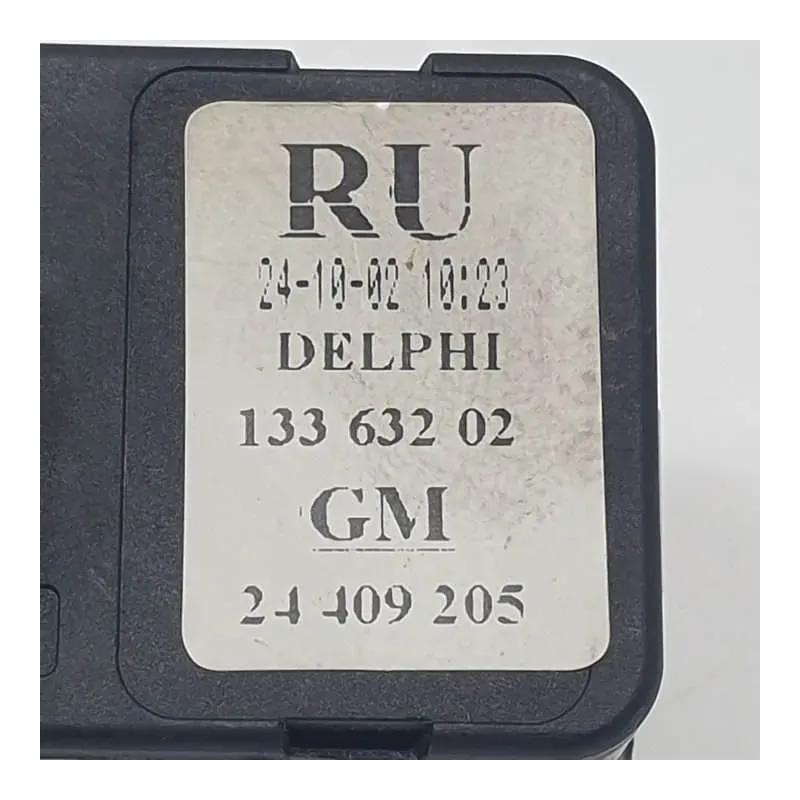 RU
24-10-02 10:23
DELPHI
133 632 02
GM
24 409 205